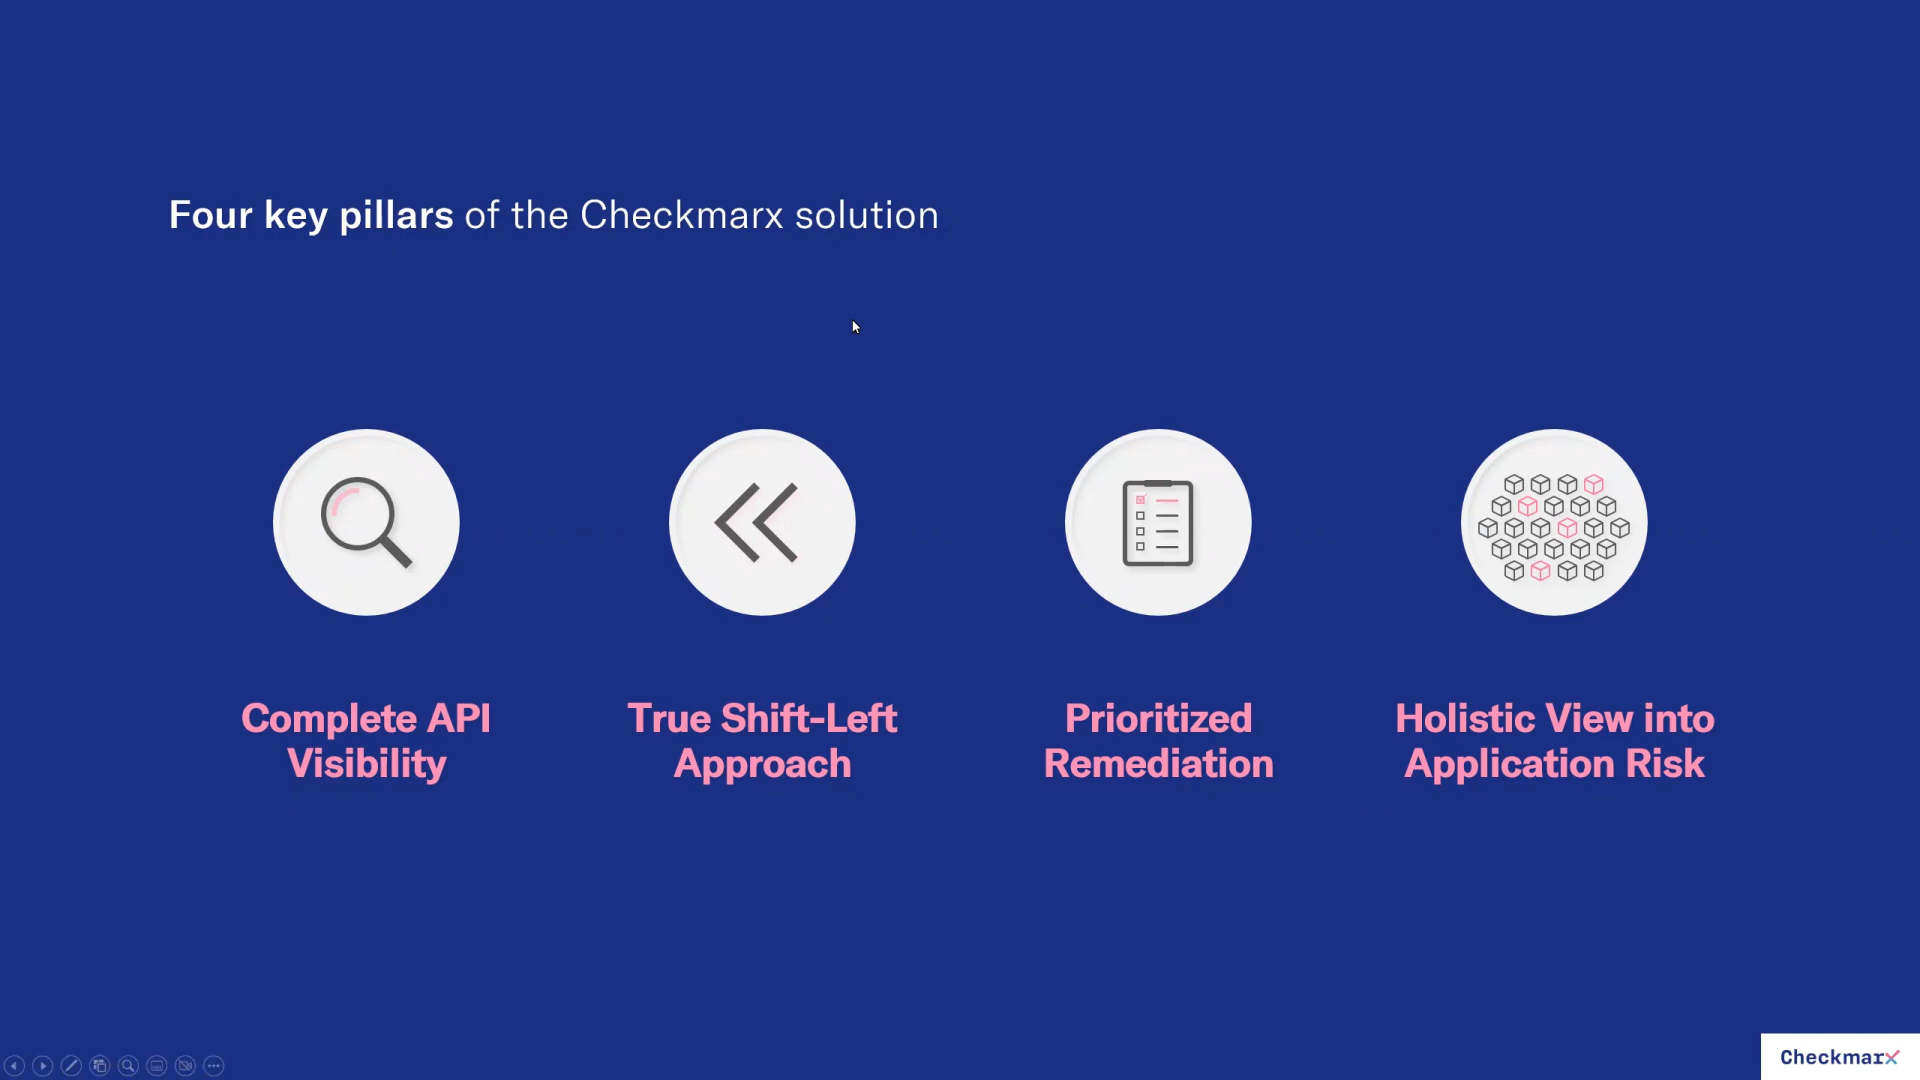 Four key pillars of the Checkmarx solution
Complete API
Visibility
True Shift-Left
Approach
Prioritized
Remediation
Holistic View into
Application Risk
Checkmarx